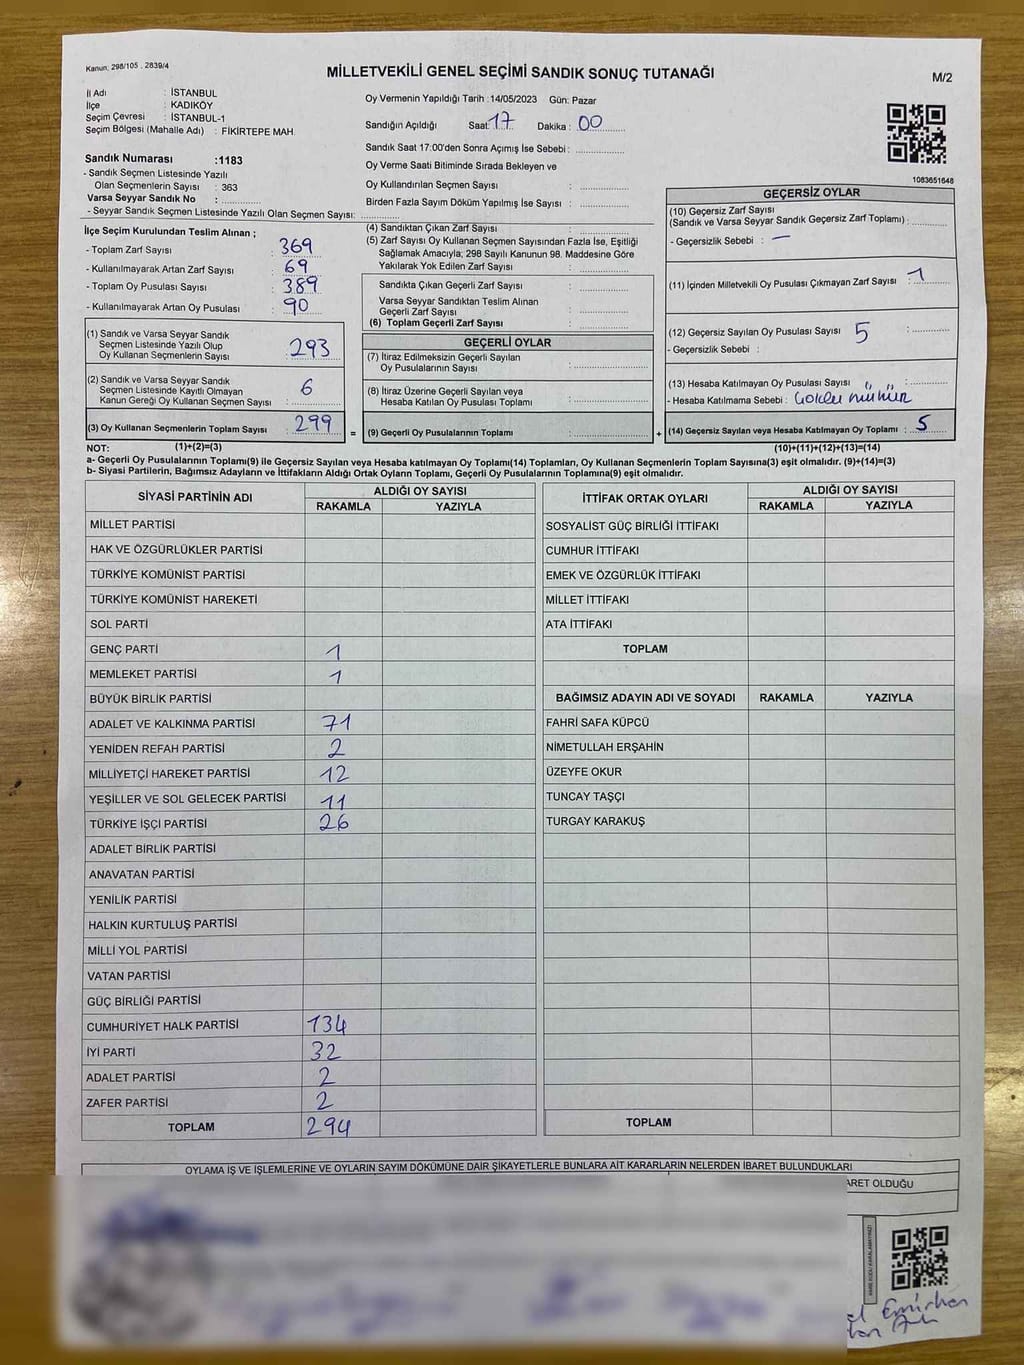 Kanun: 298/105 , 2839/4
MİLLETVEKİLİ GENEL SEÇİMİ SANDIK SONUÇ TUTANAĞI
M/2
İl Adı : İSTANBUL
İlçe : KADIKÖY
Seçim Çevresi : İSTANBUL-1
Seçim Bölgesi (Mahalle Adı) : FİKİRTEPE MAH.
Oy Vermenin Yapıldığı Tarih :14/05/2023 Gün: Pazar
Sandığın Açıldığı Saat: 17 Dakika : 00
Sandık Saat 17:00'den Sonra Açımış İse Sebebi :
Sandık Numarası :1183
- Sandık Seçmen Listesinde Yazılı
Olan Seçmenlerin Sayısı : 363
Varsa Seyyar Sandık No :
- Seyyar Sandık Seçmen Listesinde Yazılı Olan Seçmen Sayısı:
Oy Verme Saati Bitiminde Sırada Bekleyen ve
Oy Kullandırılan Seçmen Sayısı :
Birden Fazla Sayım Döküm Yapılmış İse Sayısı :
1083651648
İlçe Seçim Kurulundan Teslim Alınan ;
- Toplam Zarf Sayısı : 369
- Kullanılmayarak Artan Zarf Sayısı : 69
- Toplam Oy Pusulası Sayısı : 389
- Kullanılmayarak Artan Oy Pusulası : 90
(1) Sandık ve Varsa Seyyar Sandık
Seçmen Listesinde Yazılı Olup
Oy Kullanan Seçmenlerin Sayısı : 293
(2) Sandık ve Varsa Seyyar Sandık
Seçmen Listesinde Kayıtlı Olmayan
Kanun Gereği Oy Kullanan Seçmen Sayısı : 6
(3) Oy Kullanan Seçmenlerin Toplam Sayısı : 299
(4) Sandıktan Çıkan Zarf Sayısı :
(5) Zarf Sayısı Oy Kullanan Seçmen Sayısından Fazla İse, Eşitliği
Sağlamak Amacıyla; 298 Sayılı Kanunun 98. Maddesine Göre
Yakılarak Yok Edilen Zarf Sayısı :
Sandıkta Çıkan Geçerli Zarf Sayısı :
Varsa Seyyar Sandıktan Teslim Alınan
Geçerli Zarf Sayısı :
(6) Toplam Geçerli Zarf Sayısı :
GEÇERLİ OYLAR
(7) İtiraz Edilmeksizin Geçerli Sayılan
Oy Pusulalarının Sayısı :
(8) İtiraz Üzerine Geçerli Sayılan veya
Hesaba Katılan Oy Pusulası Toplamı :
= (9) Geçerli Oy Pusulalarının Toplamı :
GEÇERSİZ OYLAR
(10) Geçersiz Zarf Sayısı
(Sandık ve Varsa Seyyar Sandık Geçersiz Zarf Toplamı) :
- Geçersizlik Sebebi : —
(11) İçinden Milletvekili Oy Pusulası Çıkmayan Zarf Sayısı : 1
(12) Geçersiz Sayılan Oy Pusulası Sayısı : 5
- Geçersizlik Sebebi :
(13) Hesaba Katılmayan Oy Pusulası Sayısı :
- Hesaba Katılmama Sebebi : Çoklu mühür
+ (14) Geçersiz Sayılan veya Hesaba Katılmayan Oy Toplamı : 5
NOT: (1)+(2)=(3)
(10)+(11)+(12)+(13)=(14)
a- Geçerli Oy Pusulalarının Toplamı(9) ile Geçersiz Sayılan veya Hesaba katılmayan Oy Toplamı(14) Toplamları, Oy Kullanan Seçmenlerin Toplam Sayısına(3) eşit olmalıdır. (9)+(14)=(3)
b- Siyasi Partilerin, Bağımsız Adayların ve İttifakların Aldığı Ortak Oyların Toplamı, Geçerli Oy Pusulalarının Toplamına(9) eşit olmalıdır.
SİYASİ PARTİNİN ADI
ALDIĞI OY SAYISI
RAKAMLA YAZIYLA
MİLLET PARTİSİ
HAK VE ÖZGÜRLÜKLER PARTİSİ
TÜRKİYE KOMÜNİST PARTİSİ
TÜRKİYE KOMÜNİST HAREKETİ
SOL PARTİ
GENÇ PARTİ 1
MEMLEKET PARTİSİ 1
BÜYÜK BİRLİK PARTİSİ
ADALET VE KALKINMA PARTİSİ 71
YENİDEN REFAH PARTİSİ 2
MİLLİYETÇİ HAREKET PARTİSİ 12
YEŞİLLER VE SOL GELECEK PARTİSİ 11
TÜRKİYE İŞÇİ PARTİSİ 26
ADALET BİRLİK PARTİSİ
ANAVATAN PARTİSİ
YENİLİK PARTİSİ
HALKIN KURTULUŞ PARTİSİ
MİLLİ YOL PARTİSİ
VATAN PARTİSİ
GÜÇ BİRLİĞİ PARTİSİ
CUMHURİYET HALK PARTİSİ 134
İYİ PARTİ 32
ADALET PARTİSİ 2
ZAFER PARTİSİ 2
TOPLAM 294
İTTİFAK ORTAK OYLARI
ALDIĞI OY SAYISI
RAKAMLA YAZIYLA
SOSYALİST GÜÇ BİRLİĞİ İTTİFAKI
CUMHUR İTTİFAKI
EMEK VE ÖZGÜRLÜK İTTİFAKI
MİLLET İTTİFAKI
ATA İTTİFAKI
TOPLAM
BAĞIMSIZ ADAYIN ADI VE SOYADI RAKAMLA YAZIYLA
FAHRİ SAFA KÜPCÜ
NİMETULLAH ERŞAHİN
ÜZEYFE OKUR
TUNCAY TAŞÇI
TURGAY KARAKUŞ
TOPLAM
OYLAMA İŞ VE İŞLEMLERİNE VE OYLARIN SAYIM DÖKÜMÜNE DAİR ŞİKAYETLERLE BUNLARA AİT KARARLARIN NELERDEN İBARET BULUNDUKLARI
ARET OLDUĞU
Emirhan